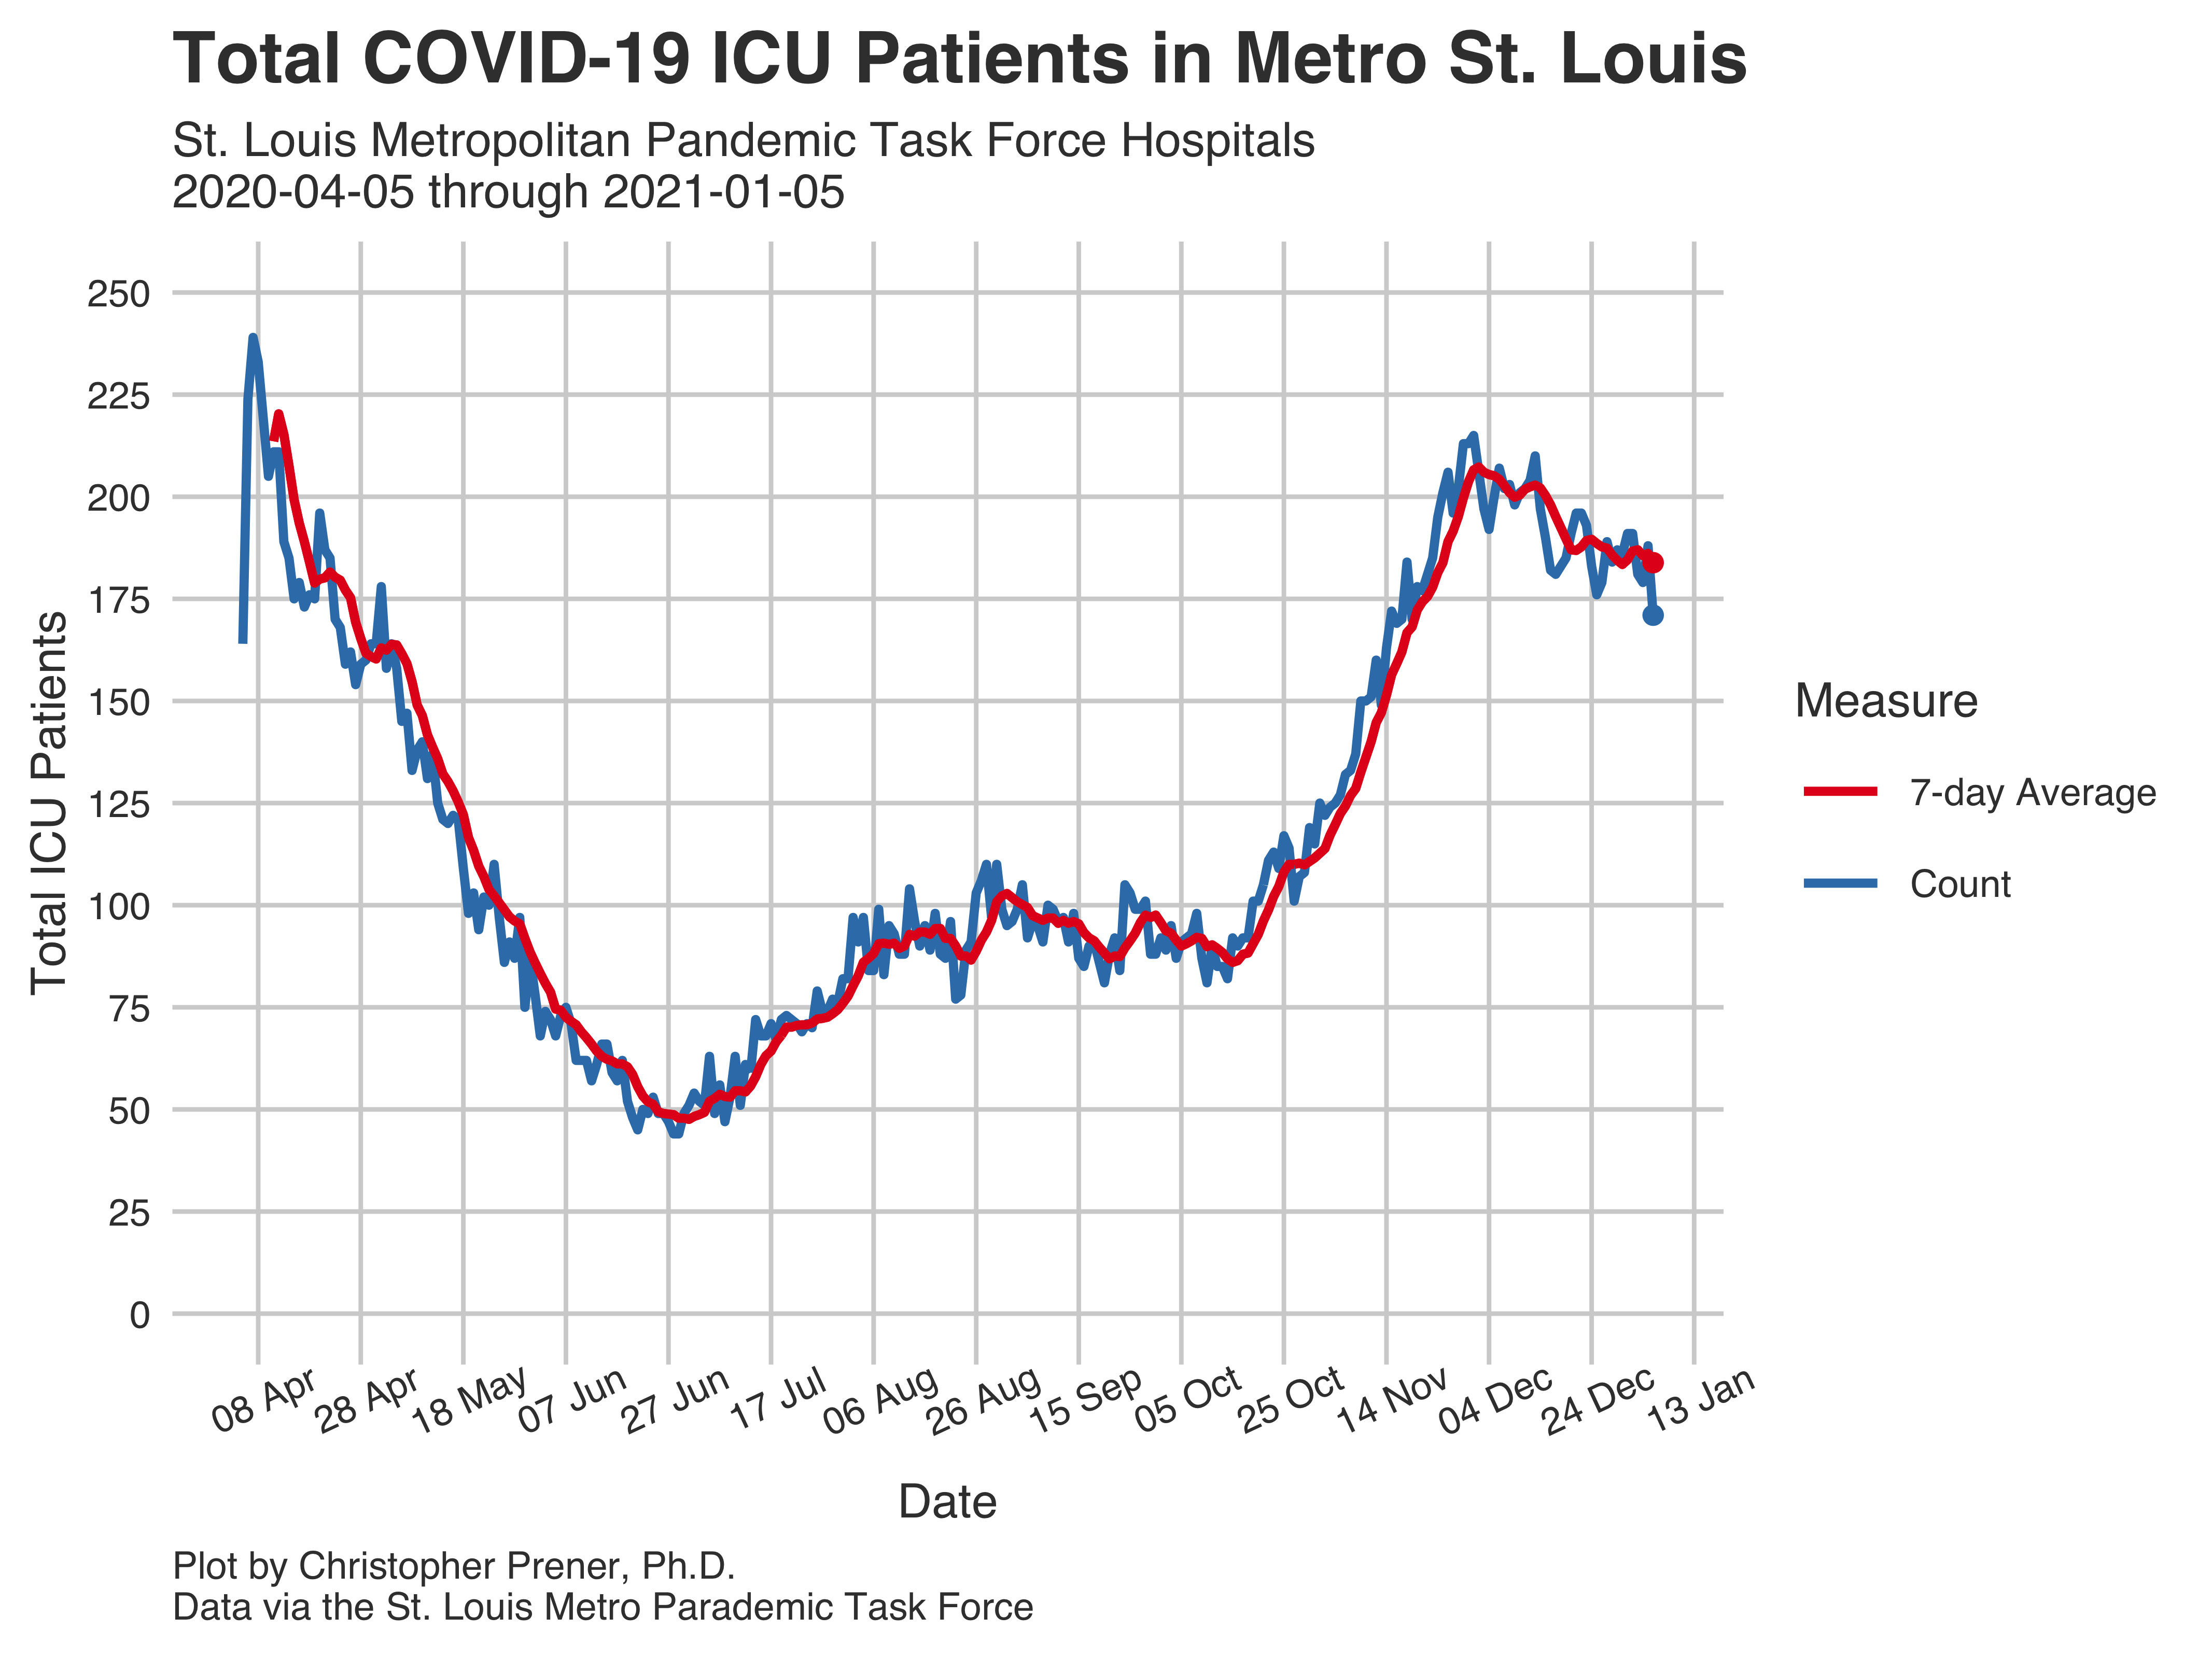 Total COVID-19 ICU Patients in Metro St. Louis
St. Louis Metropolitan Pandemic Task Force Hospitals
2020-04-05 through 2021-01-05
Total ICU Patients
250
225
200
175
150
125
100
75
50
25
0
08 Apr
28 Apr
18 May
07 Jun
27 Jun
17 Jul
06 Aug
26 Aug
15 Sep
05 Oct
25 Oct
14 Nov
04 Dec
24 Dec
13 Jan
Date
Measure
7-day Average
Count
Plot by Christopher Prener, Ph.D.
Data via the St. Louis Metro Parademic Task Force